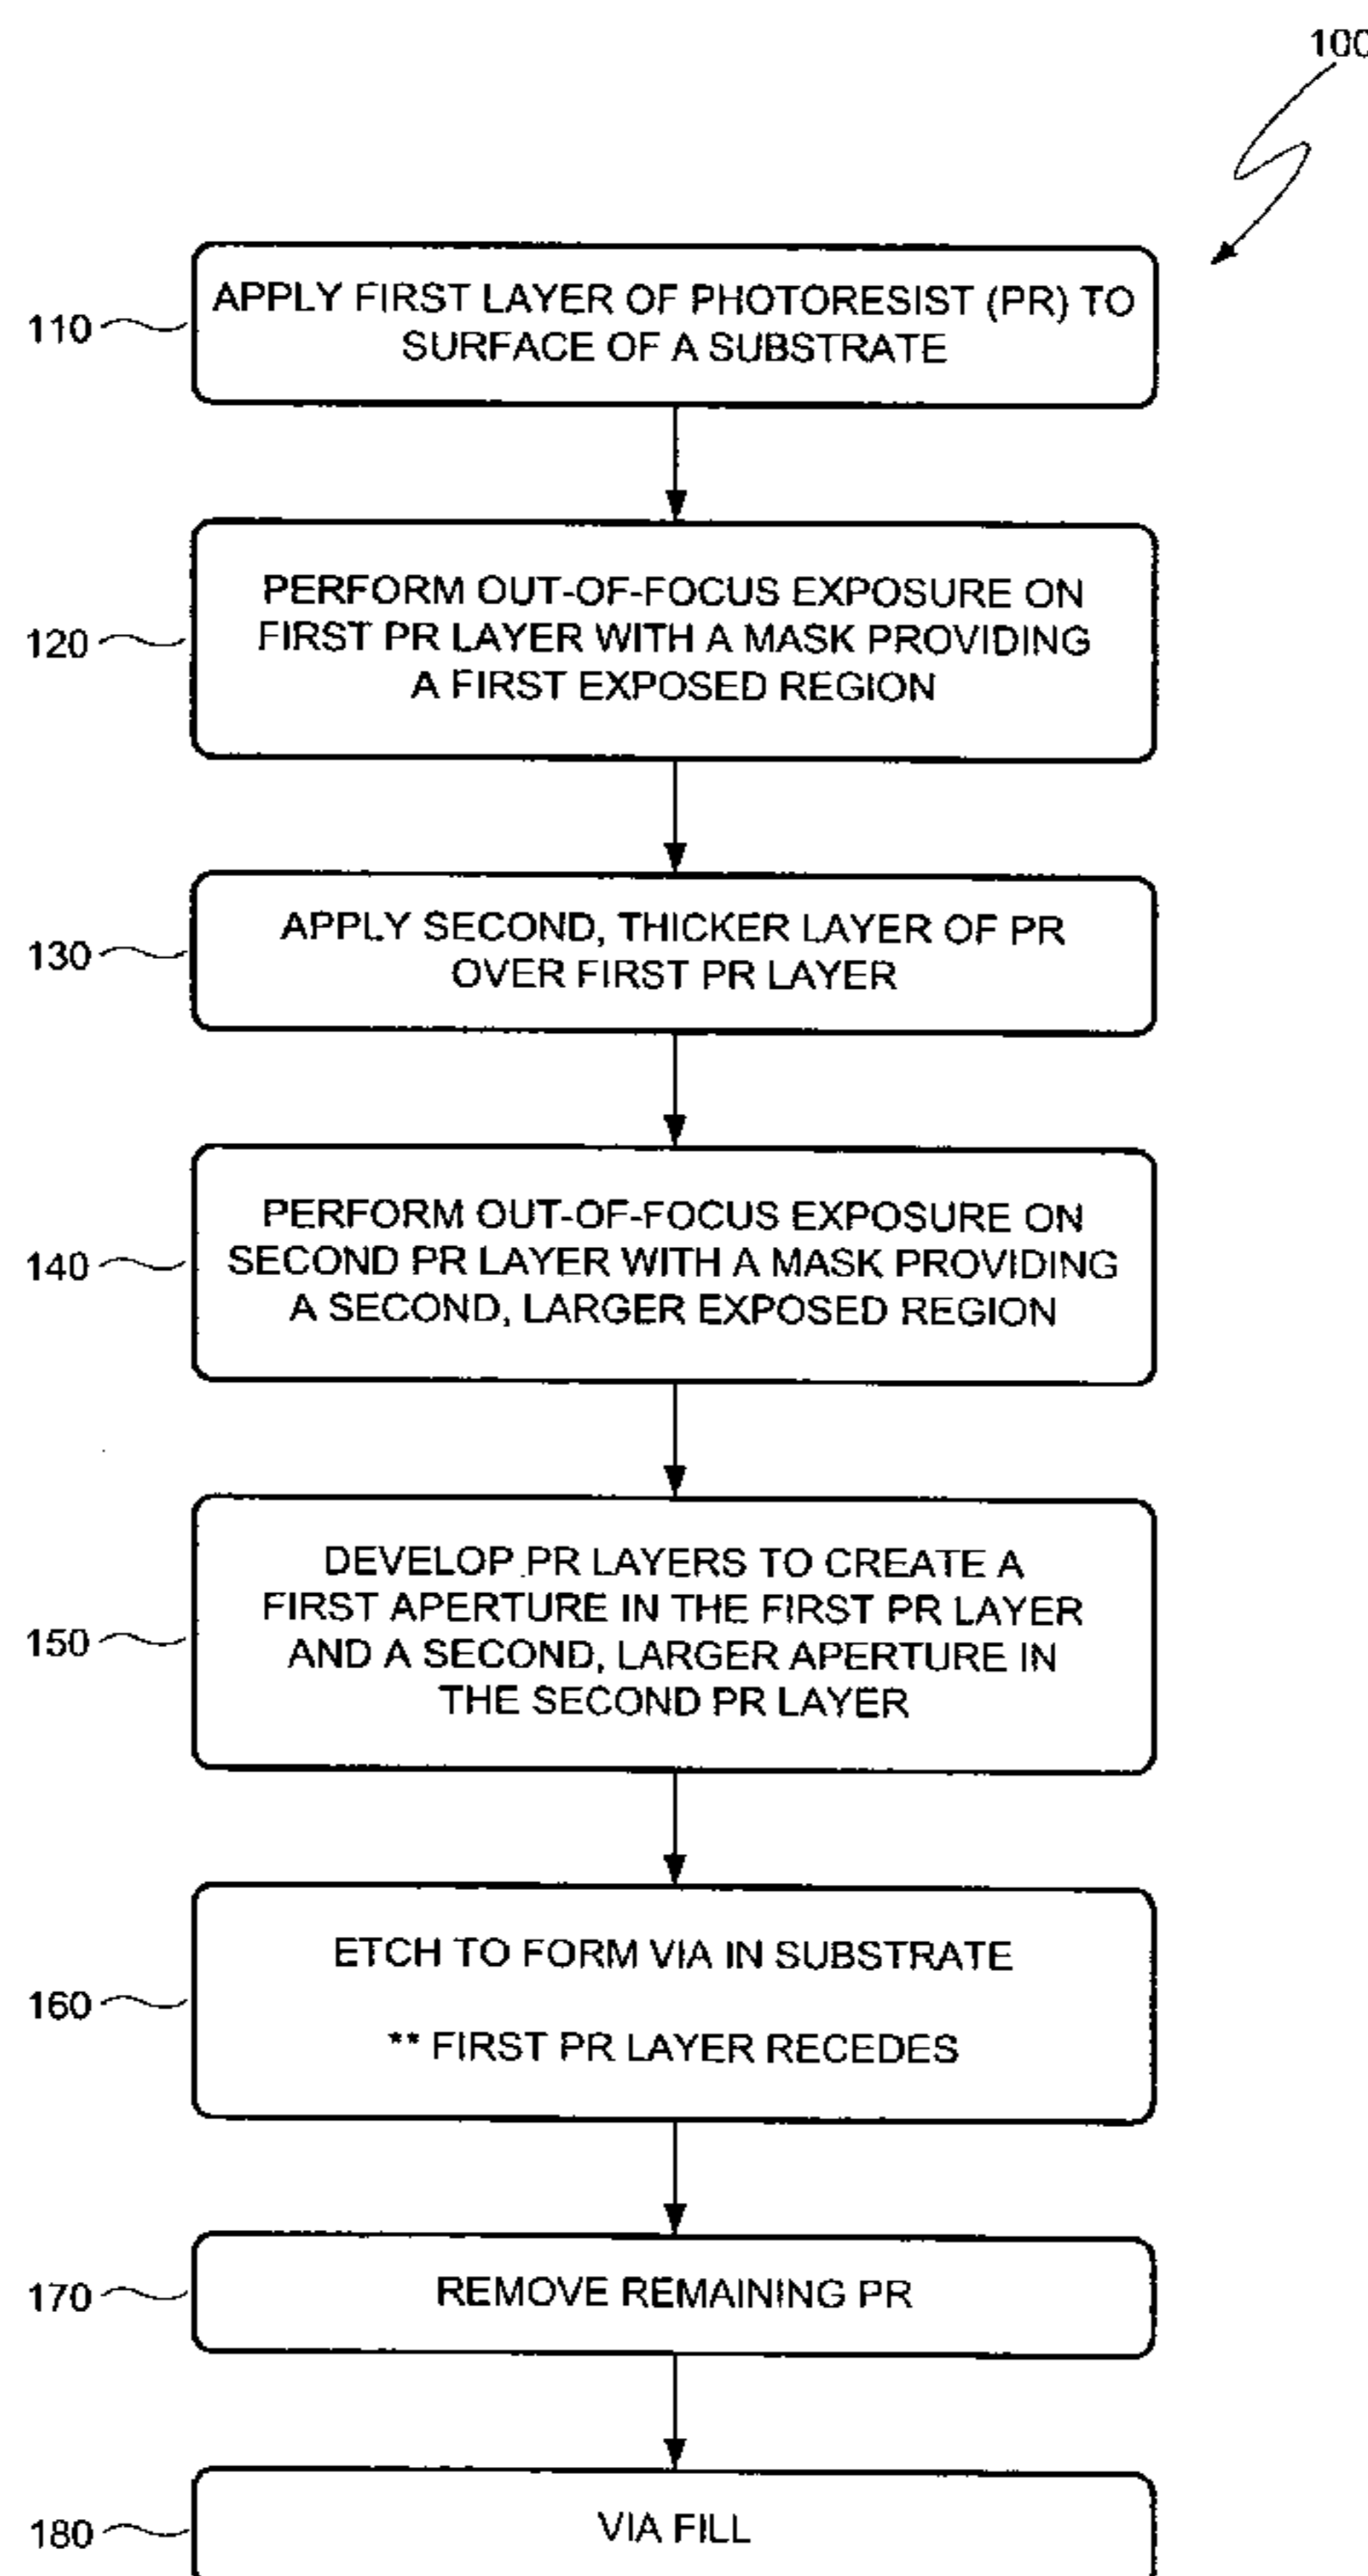 100
110
APPLY FIRST LAYER OF PHOTORESIST (PR) TO
SURFACE OF A SUBSTRATE
120
PERFORM OUT-OF-FOCUS EXPOSURE ON
FIRST PR LAYER WITH A MASK PROVIDING
A FIRST EXPOSED REGION
130
APPLY SECOND, THICKER LAYER OF PR
OVER FIRST PR LAYER
140
PERFORM OUT-OF-FOCUS EXPOSURE ON
SECOND PR LAYER WITH A MASK PROVIDING
A SECOND, LARGER EXPOSED REGION
150
DEVELOP PR LAYERS TO CREATE A
FIRST APERTURE IN THE FIRST PR LAYER
AND A SECOND, LARGER APERTURE IN
THE SECOND PR LAYER
160
ETCH TO FORM VIA IN SUBSTRATE
** FIRST PR LAYER RECEDES
170
REMOVE REMAINING PR
180
VIA FILL